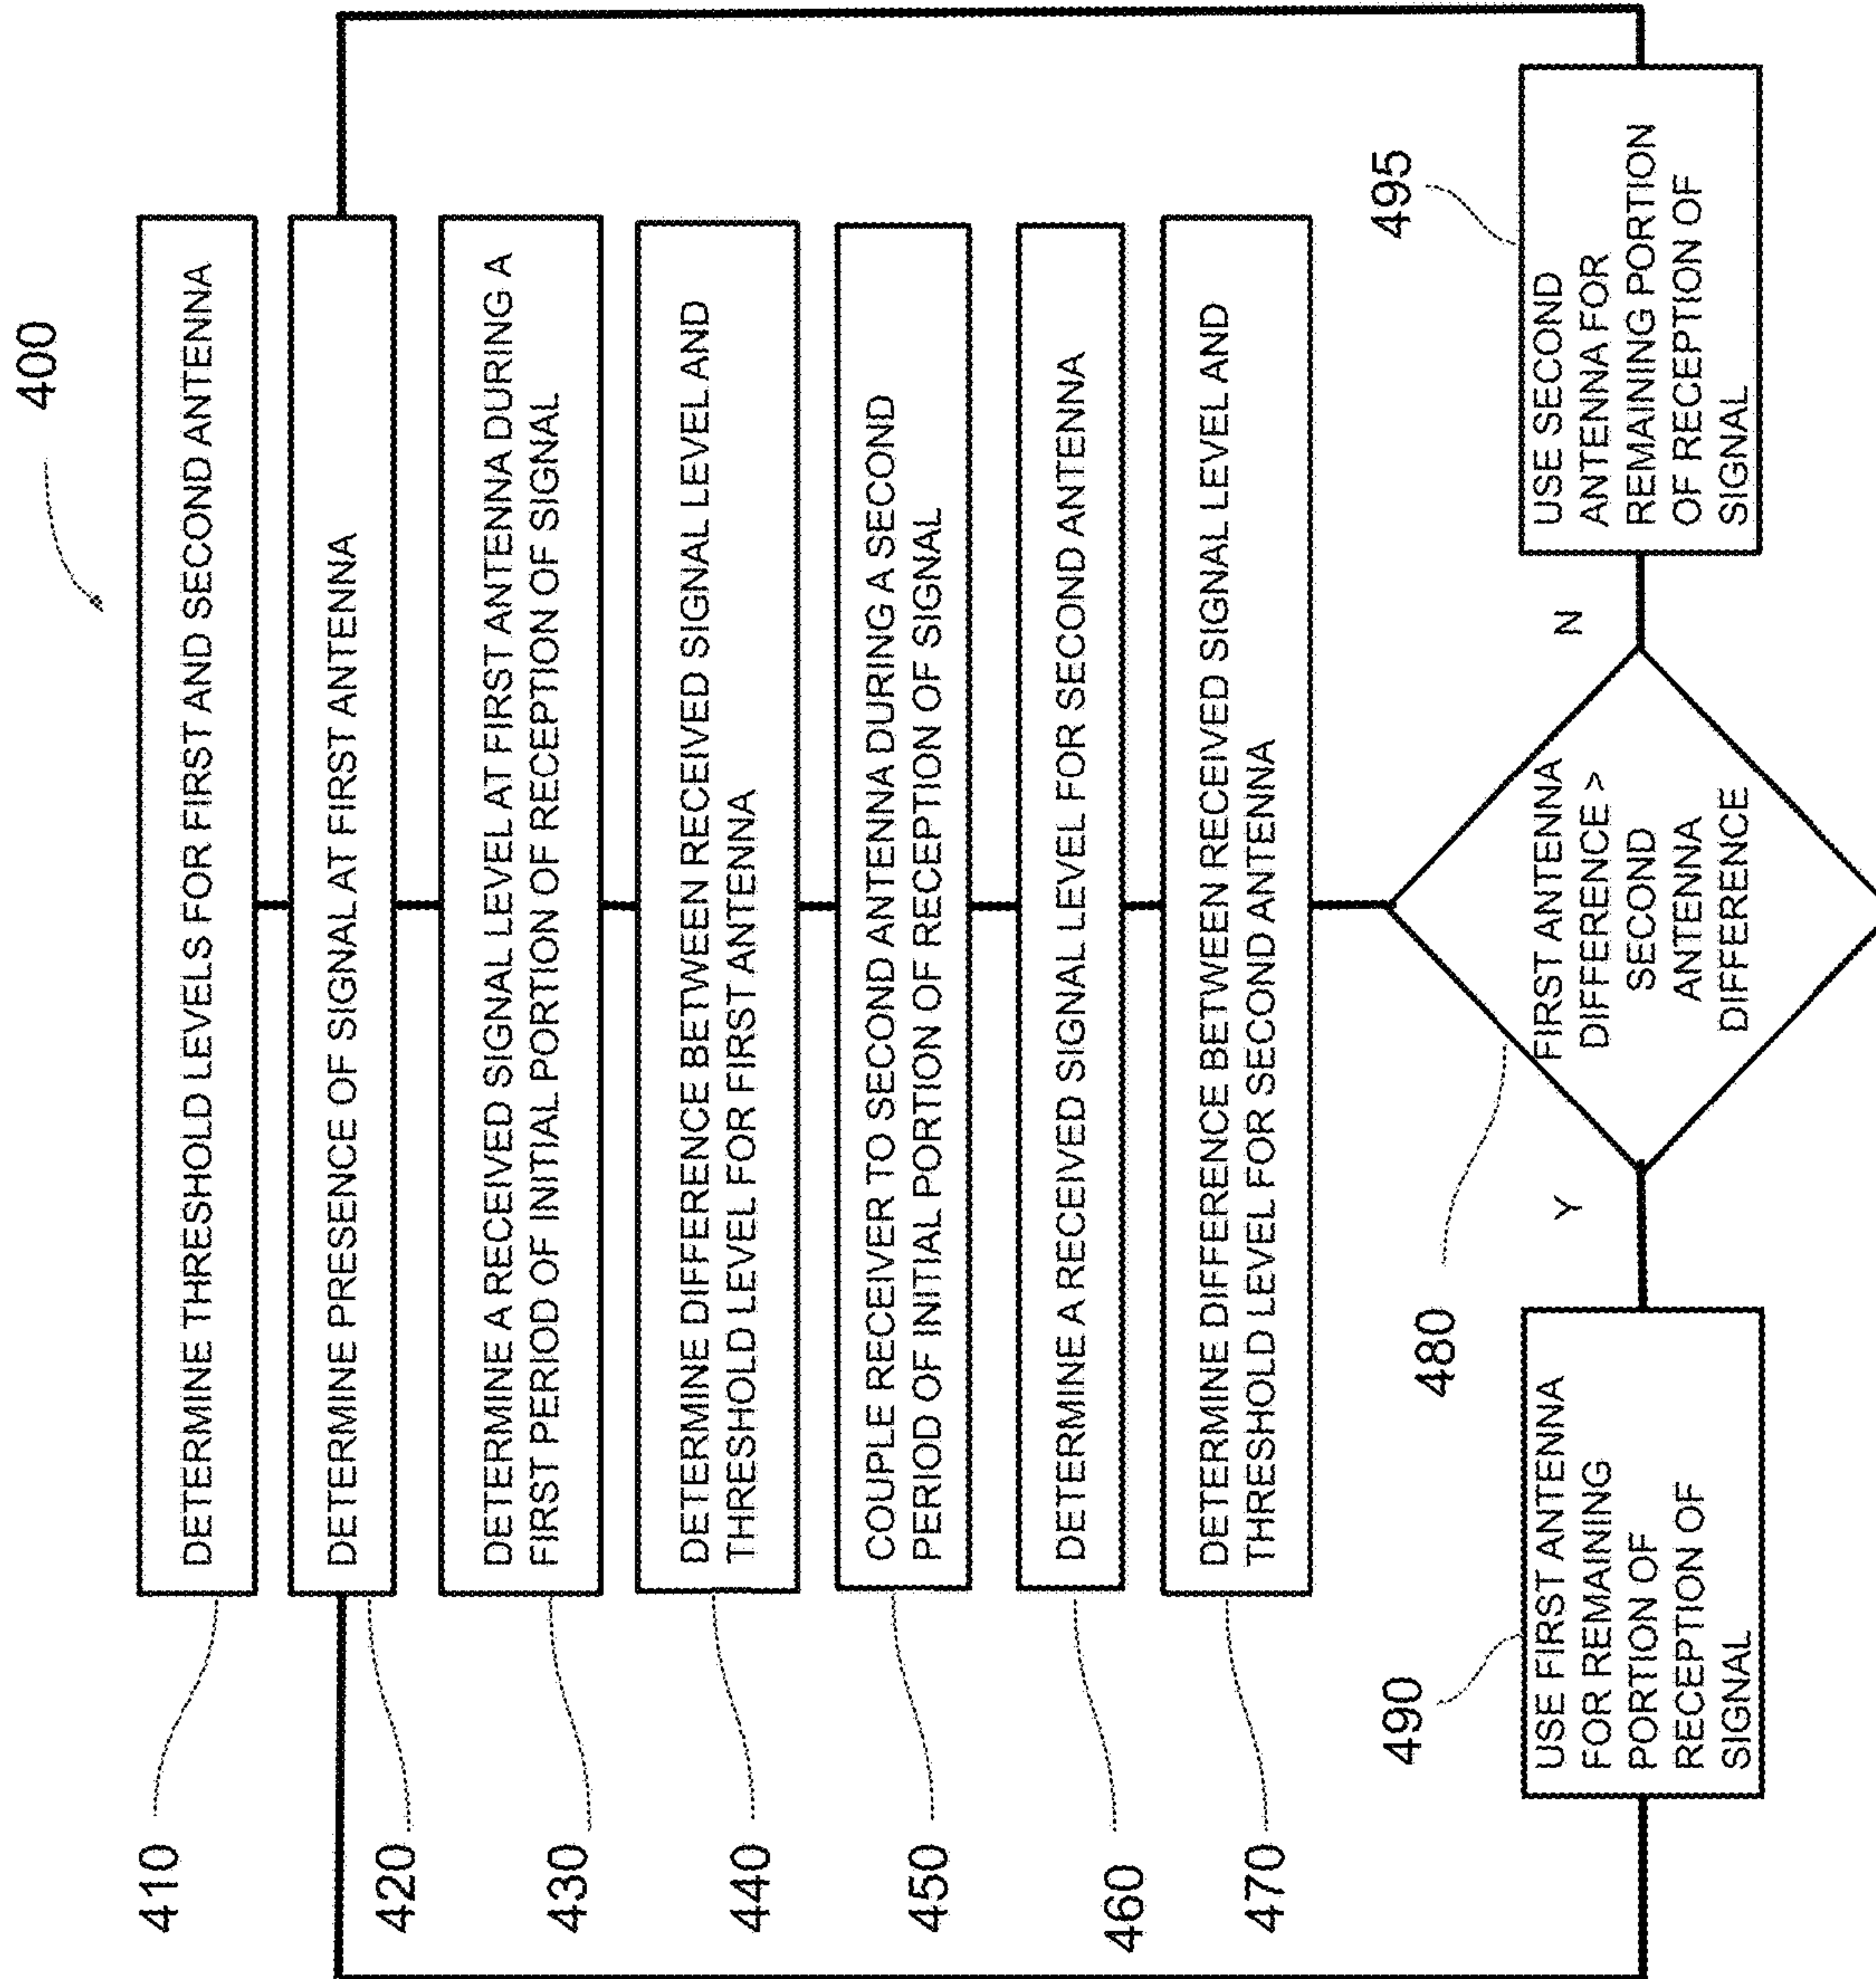 400
410
DETERMINE THRESHOLD LEVELS FOR FIRST AND SECOND ANTENNA
420
DETERMINE PRESENCE OF SIGNAL AT FIRST ANTENNA
430
DETERMINE A RECEIVED SIGNAL LEVEL AT FIRST ANTENNA DURING A
FIRST PERIOD OF INITIAL PORTION OF RECEPTION OF SIGNAL
440
DETERMINE DIFFERENCE BETWEEN RECEIVED SIGNAL LEVEL AND
THRESHOLD LEVEL FOR FIRST ANTENNA
450
COUPLE RECEIVER TO SECOND ANTENNA DURING A SECOND
PERIOD OF INITIAL PORTION OF RECEPTION OF SIGNAL
460
DETERMINE A RECEIVED SIGNAL LEVEL FOR SECOND ANTENNA
470
DETERMINE DIFFERENCE BETWEEN RECEIVED SIGNAL LEVEL AND
THRESHOLD LEVEL FOR SECOND ANTENNA
480
FIRST ANTENNA
DIFFERENCE >
SECOND
ANTENNA
DIFFERENCE
Y
N
490
USE FIRST ANTENNA
FOR REMAINING
PORTION OF
RECEPTION OF
SIGNAL
495
USE SECOND
ANTENNA FOR
REMAINING PORTION
OF RECEPTION OF
SIGNAL